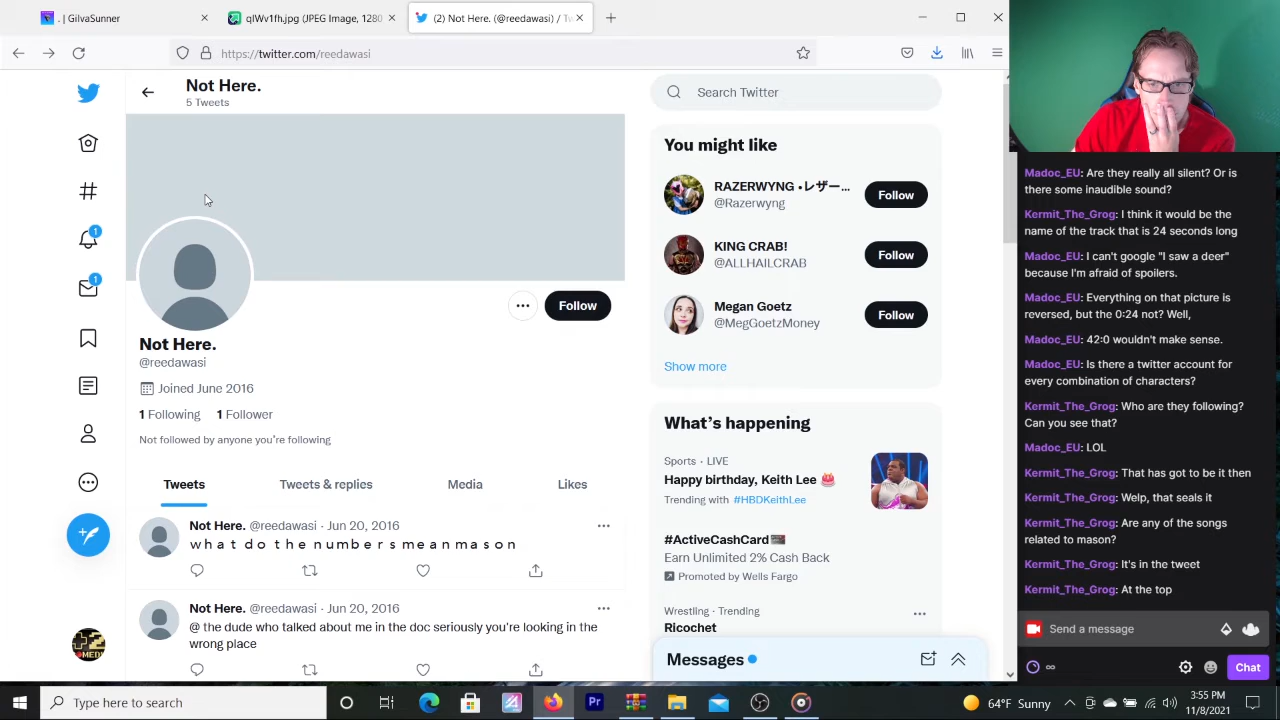 . | GilvaSunner
qlWv1fh.jpg (JPEG Image, 1280
(2) Not Here. (@reedawasi) / Tw
https://twitter.com/reedawasi
Not Here.
5 Tweets
Follow
Not Here.
@reedawasi
Joined June 2016
1 Following 1 Follower
Not followed by anyone you're following
Tweets Tweets & replies Media Likes
Not Here. @reedawasi · Jun 20, 2016
w h a t d o t h e n u m b e r s m e a n m a s o n
Not Here. @reedawasi · Jun 20, 2016
@ the dude who talked about me in the doc seriously you're looking in the
wrong place
1
1
Search Twitter
You might like
RAZERWYNG •レザー...
@Razerwyng
Follow
KING CRAB!
@ALLHAILCRAB
Follow
Megan Goetz
@MegGoetzMoney
Follow
Show more
What's happening
Sports · LIVE
Happy birthday, Keith Lee
Trending with #HBDKeithLee
#ActiveCashCard
Earn Unlimited 2% Cash Back
Promoted by Wells Fargo
Wrestling · Trending
Ricochet
Messages
Madoc_EU: Are they really all silent? Or is
there some inaudible sound?
Kermit_The_Grog: I think it would be the
name of the track that is 24 seconds long
Madoc_EU: I can't google "I saw a deer"
because I'm afraid of spoilers.
Madoc_EU: Everything on that picture is
reversed, but the 0:24 not? Well,
Madoc_EU: 42:0 wouldn't make sense.
Madoc_EU: Is there a twitter account for
every combination of characters?
Kermit_The_Grog: Who are they following?
Can you see that?
Madoc_EU: LOL
Kermit_The_Grog: That has got to be it then
Kermit_The_Grog: Welp, that seals it
Kermit_The_Grog: Are any of the songs
related to mason?
Kermit_The_Grog: It's in the tweet
Kermit_The_Grog: At the top
Send a message
Chat
Type here to search
Pr
64°F Sunny
3:55 PM
11/8/2021